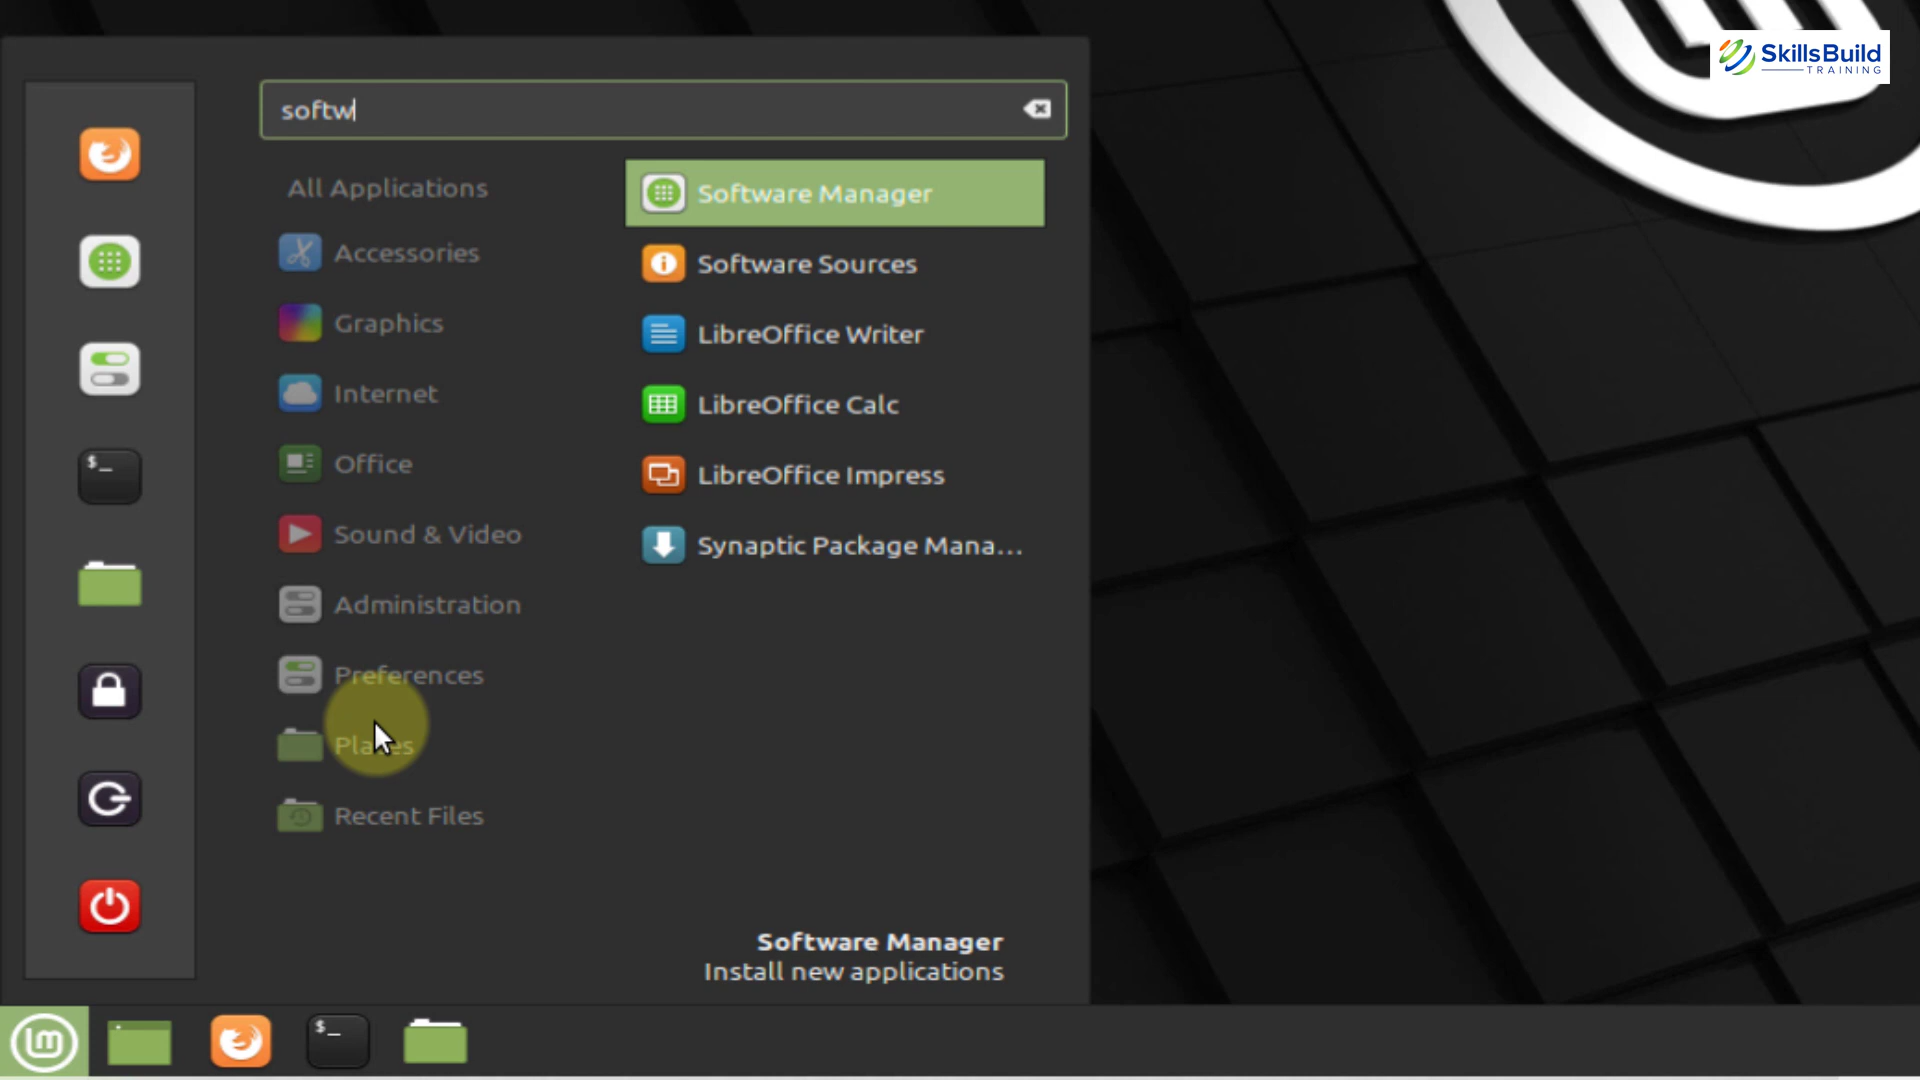 SkillsBuild
TRAINING
softw
All Applications
Accessories
Graphics
Internet
Office
Sound & Video
Administration
Preferences
Places
Recent Files
Software Manager
Software Sources
LibreOffice Writer
LibreOffice Calc
LibreOffice Impress
Synaptic Package Mana...
Software Manager
Install new applications
$_
$_